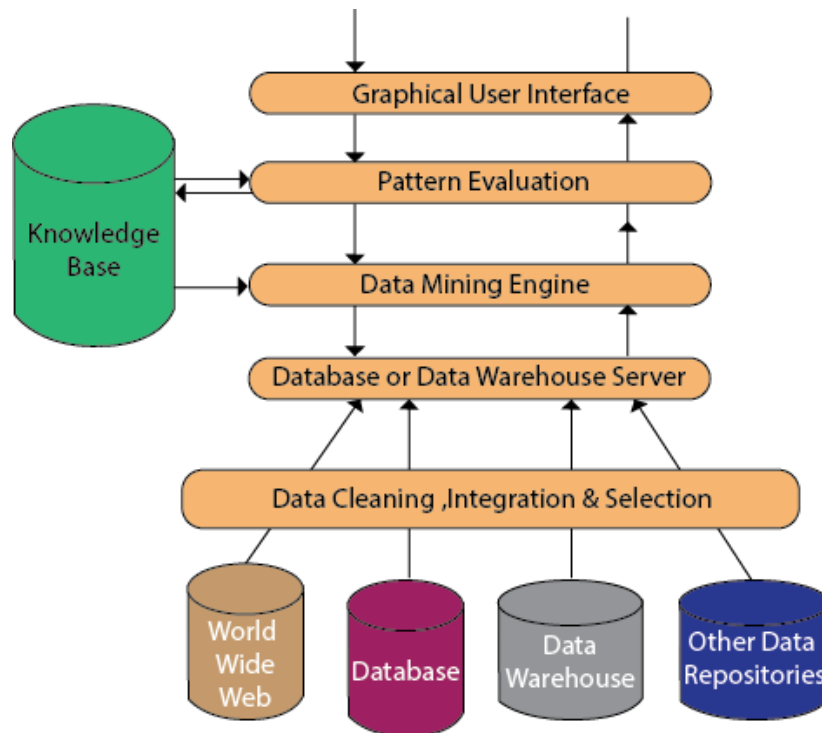 Graphical User Interface
Pattern Evaluation
Knowledge
Base
Data Mining Engine
Database or Data Warehouse Server
Data Cleaning ,Integration & Selection
World
Wide
Web
Database
Data
Warehouse
Other Data
Repositories